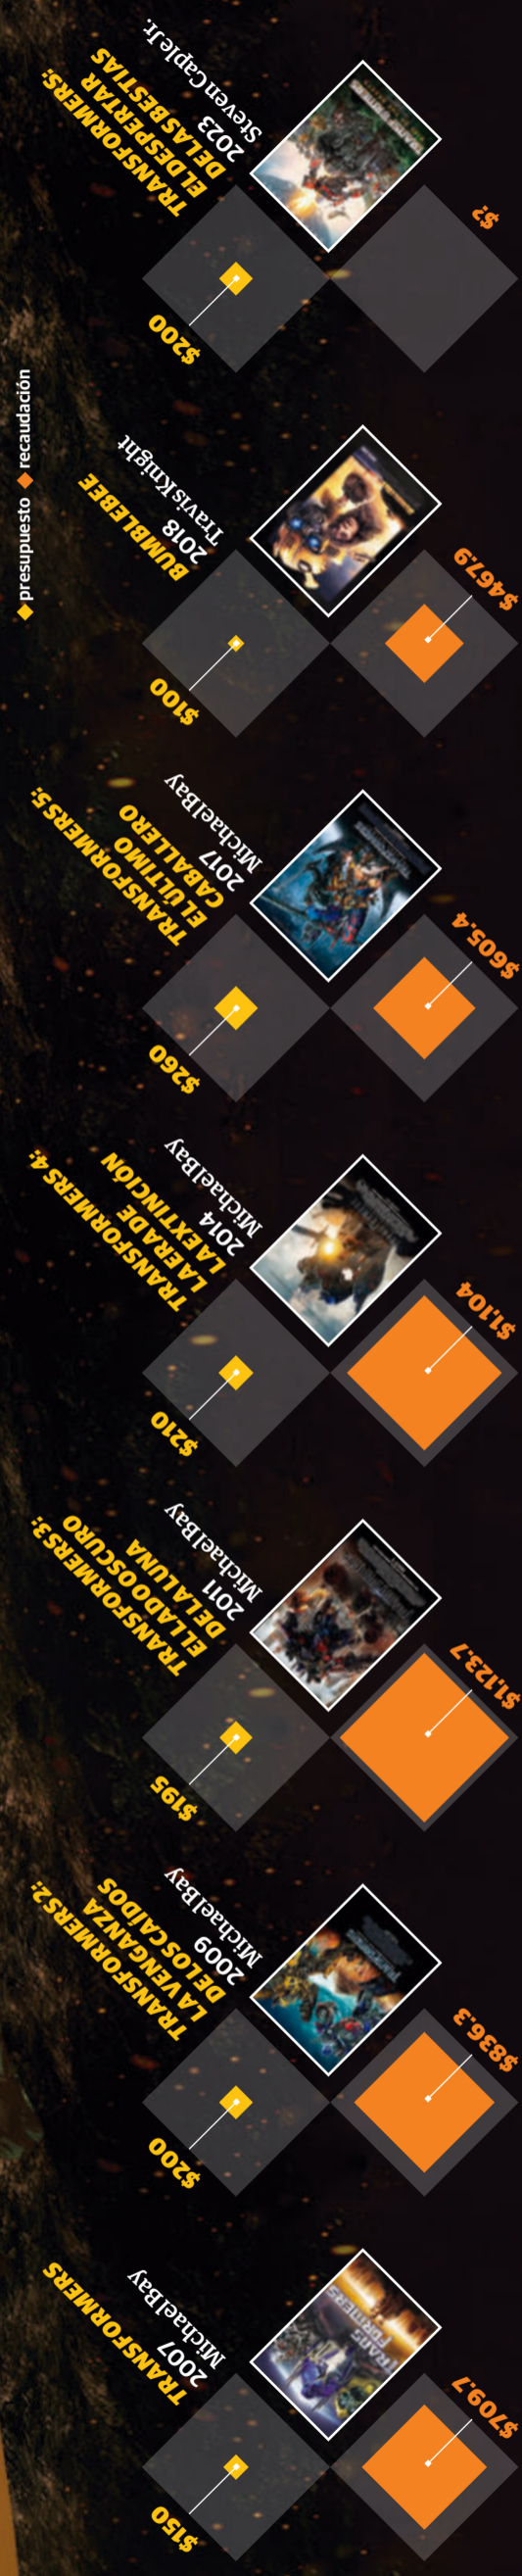 presupuesto
recaudación
TRANSFORMERS
2007
Michael Bay
$150
$709.7
TRANSFORMERS 2:
LA VENGANZA
DE LOS CAÍDOS
2009
Michael Bay
$200
$836.3
TRANSFORMERS 3:
EL LADO OSCURO
DE LA LUNA
2011
Michael Bay
$195
$1,123.7
TRANSFORMERS 4:
LA ERA DE
LA EXTINCIÓN
2014
Michael Bay
$210
$1,104
TRANSFORMERS 5:
EL ÚLTIMO
CABALLERO
2017
Michael Bay
$260
$605.4
BUMBLEBEE
2018
Travis Knight
$100
$467.9
TRANSFORMERS:
EL DESPERTAR
DE LAS BESTIAS
2023
Steven Caple Jr.
$200
$?
TRANS
FORMERS